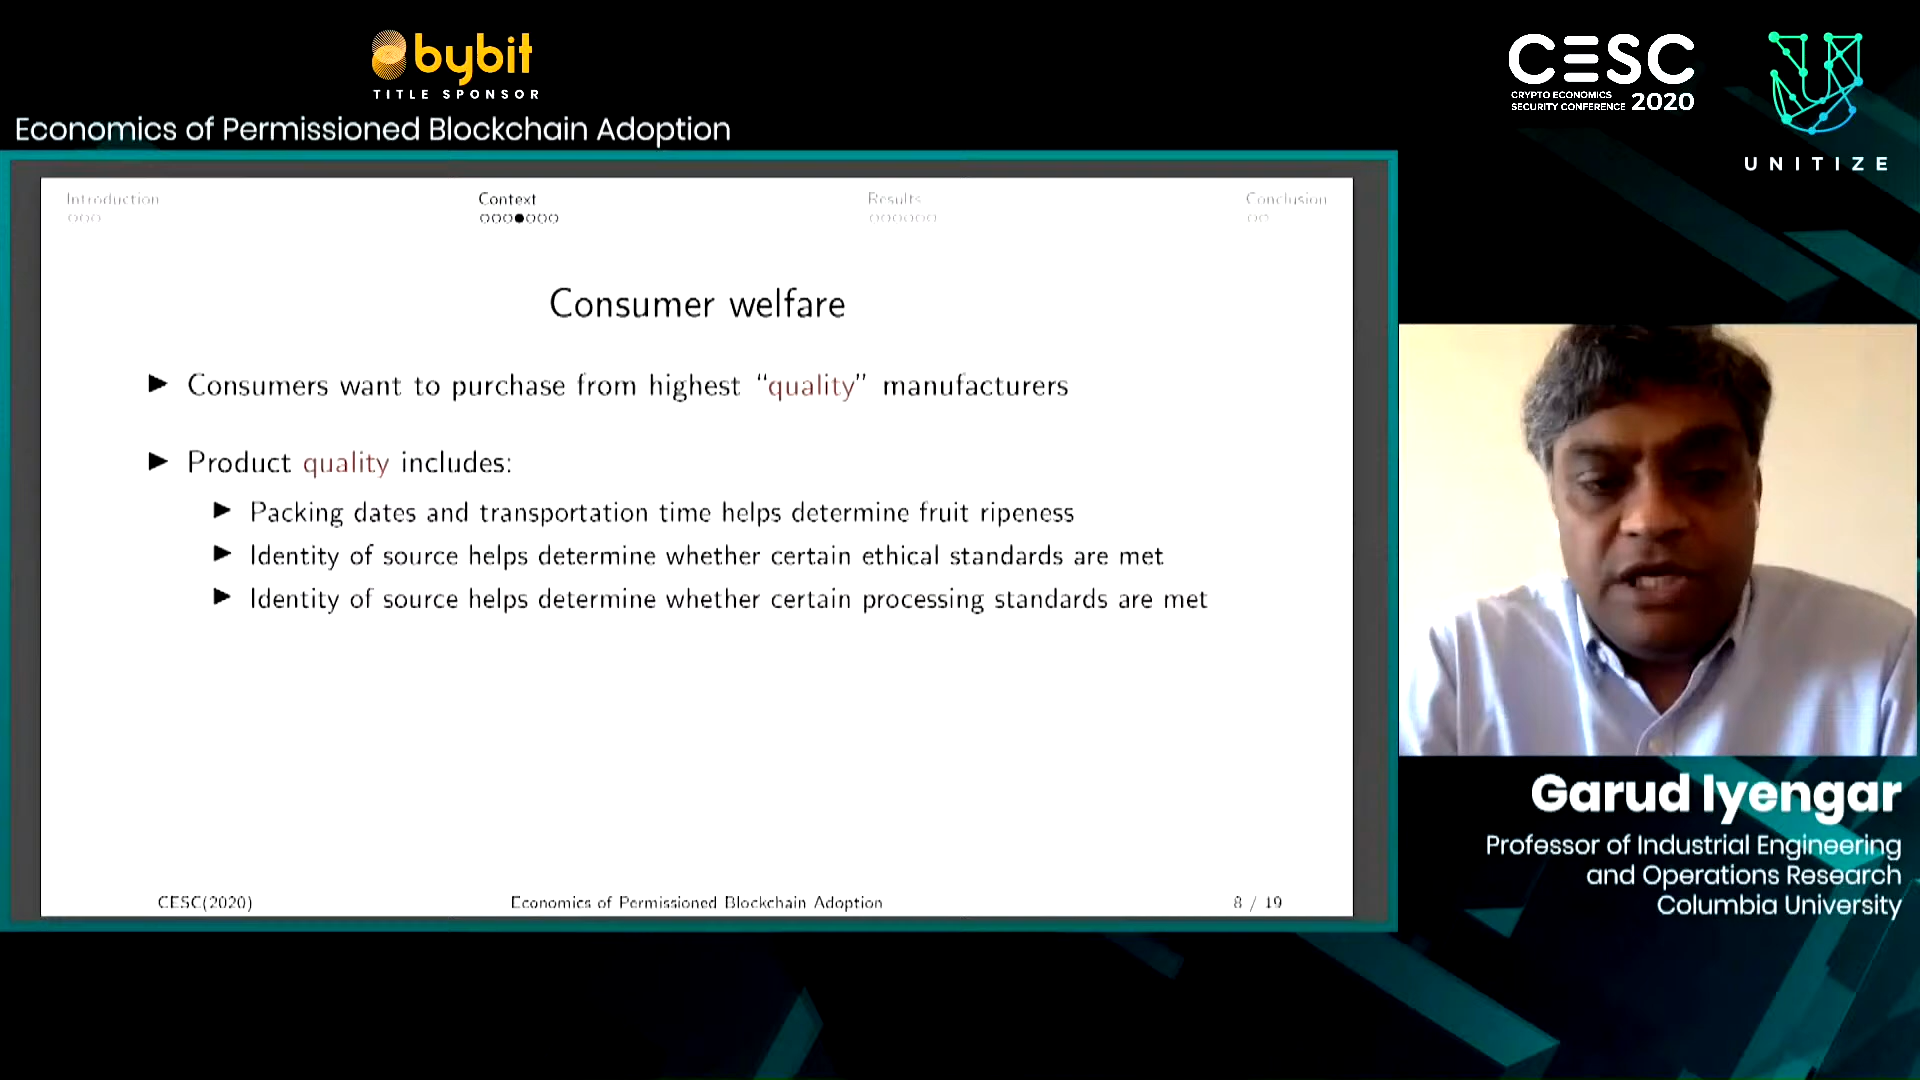 bybit
TITLE SPONSOR
Economics of Permissioned Blockchain Adoption
CESC
CRYPTO ECONOMICS
SECURITY CONFERENCE 2020
UNITIZE
Introduction Context Results Conclusion
Consumer welfare
► Consumers want to purchase from highest “quality” manufacturers
► Product quality includes:
► Packing dates and transportation time helps determine fruit ripeness
► Identity of source helps determine whether certain ethical standards are met
► Identity of source helps determine whether certain processing standards are met
CESC(2020) Economics of Permissioned Blockchain Adoption 8 / 19
Garud Iyengar
Professor of Industrial Engineering
and Operations Research
Columbia University